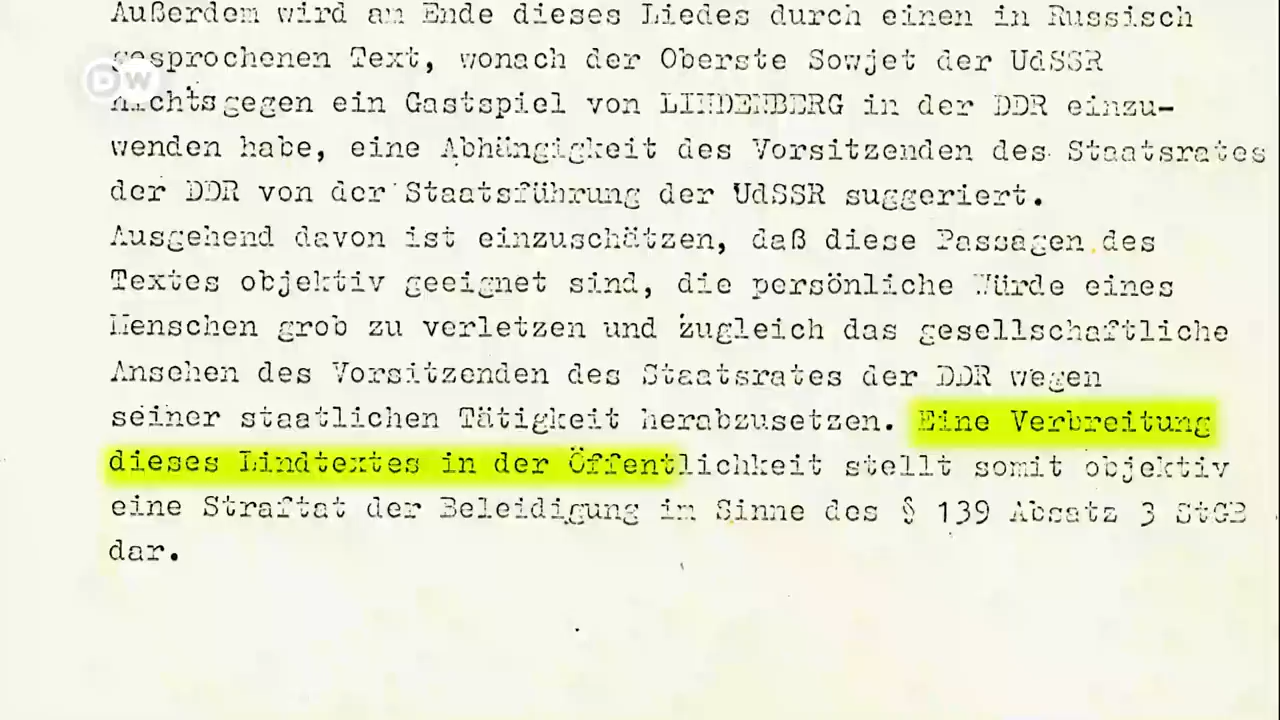 Außerdem wird am Ende dieses Liedes durch einen in Russisch
gesprochenen Text, wonach der Oberste Sowjet der UdSSR
DW
nichts gegen ein Gastspiel von LINDENBERG in der DDR einzu-
wenden habe, eine Abhängigkeit des Vorsitzenden des Staatsrates
der DDR von der Staatsführung der UdSSR suggeriert.
Ausgehend davon ist einzuschätzen, daß diese Passagen des
Textes objektiv geeignet sind, die persönliche Würde eines
Menschen grob zu verletzen und zugleich das gesellschaftliche
Ansehen des Vorsitzenden des Staatsrates der DDR wegen
seiner staatlichen Tätigkeit herabzusetzen. Eine Verbreitung
dieses Lindtextes in der Öffentlichkeit stellt somit objektiv
eine Straftat der Beleidigung im Sinne des § 139 Absatz 3 StGB
dar.